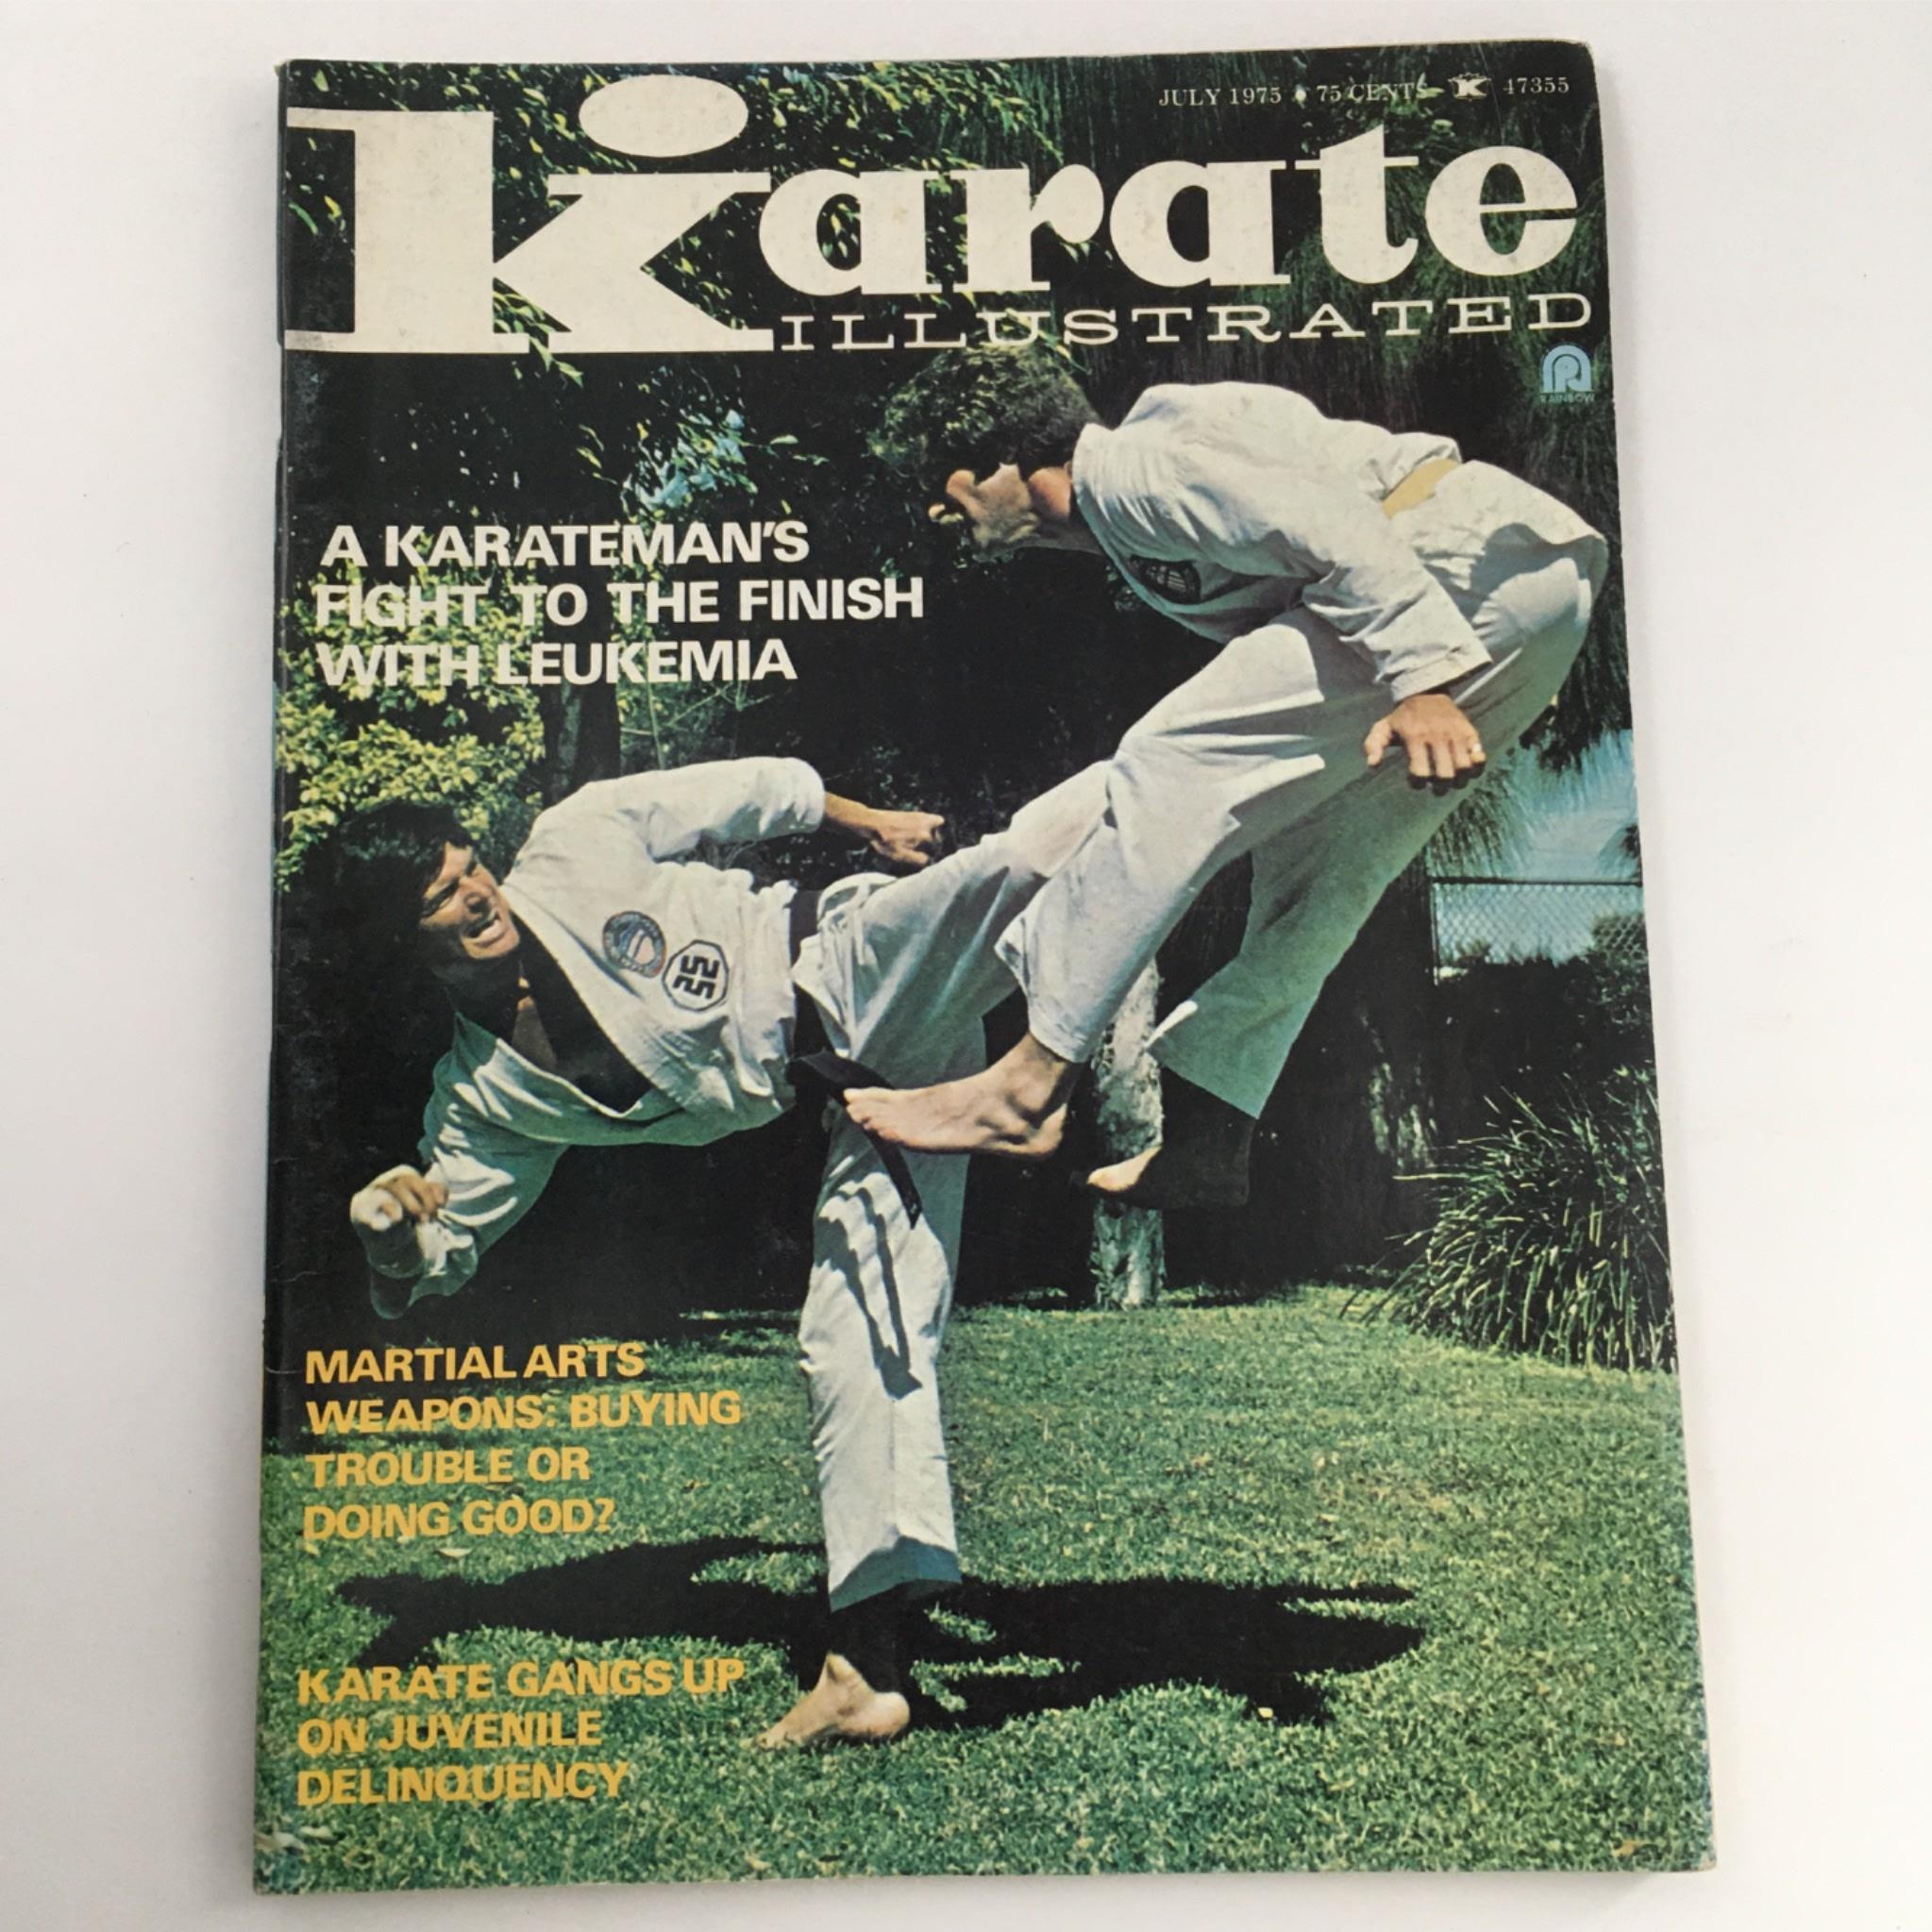 JULY 1975 75 CENTS K 47355
karate
ILLUSTRATED
RAINBOW
A KARATEMAN'S
FIGHT TO THE FINISH
WITH LEUKEMIA
MARTIAL ARTS
WEAPONS: BUYING
TROUBLE OR
DOING GOOD?
KARATE GANGS UP
ON JUVENILE
DELINQUENCY